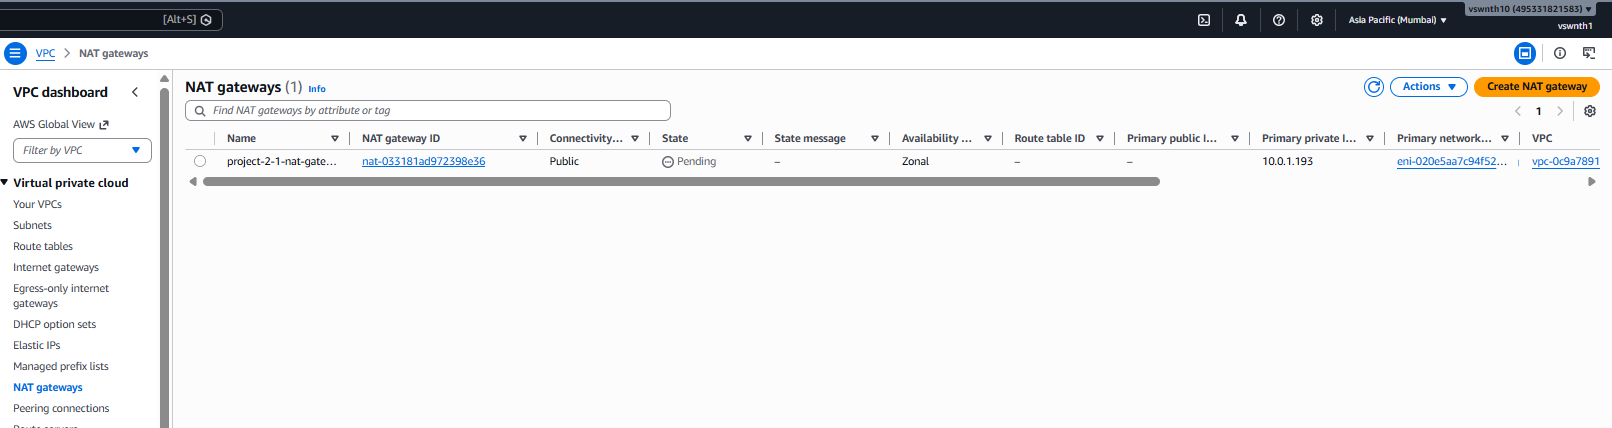 [Alt+S]
Asia Pacific (Mumbai)
vswnth10 (495331821583)
vswnth1
VPC > NAT gateways
VPC dashboard
AWS Global View
Filter by VPC
Virtual private cloud
Your VPCs
Subnets
Route tables
Internet gateways
Egress-only internet
gateways
DHCP option sets
Elastic IPs
Managed prefix lists
NAT gateways
Peering connections
NAT gateways (1) Info
Actions
Create NAT gateway
Find NAT gateways by attribute or tag
1
Name NAT gateway ID Connectivity... State State message Availability ... Route table ID Primary public I... Primary private I... Primary network... VPC
project-2-1-nat-gate... nat-033181ad972398e36 Public Pending – Zonal – – 10.0.1.193 eni-020e5aa7c94f52... vpc-0c9a7891